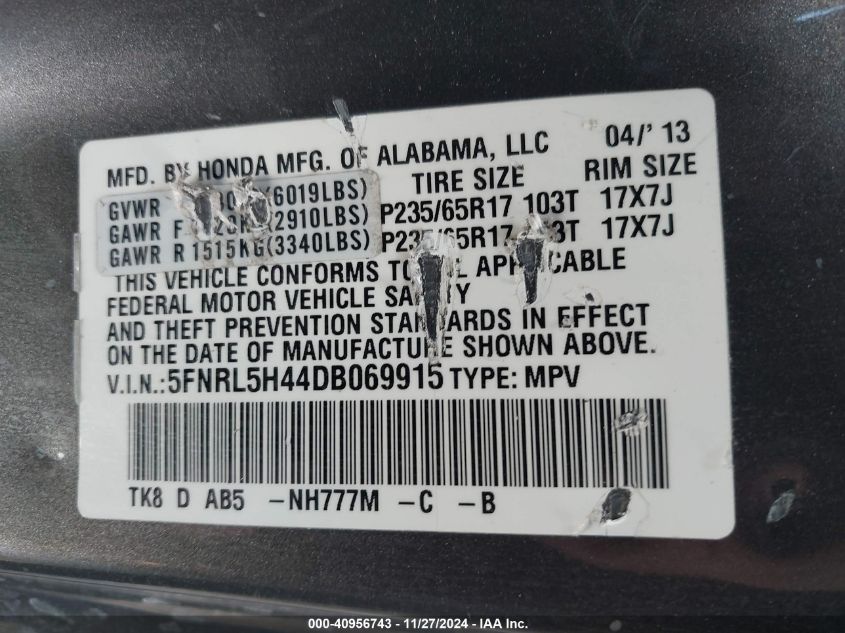 04/' 13
MFD. BY HONDA MFG. OF ALABAMA, LLC
TIRE SIZE RIM SIZE
GVWR (6019LBS) P235/65R17 103T 17X7J
GAWR F (2910LBS)
GAWR R 1515KG(3340LBS) 17X7J
THIS VEHICLE CONFORMS TO APPLICABLE
FEDERAL MOTOR VEHICLE SAFETY
AND THEFT PREVENTION STANDARDS IN EFFECT
ON THE DATE OF MANUFACTURE SHOWN ABOVE.
V.I.N.:5FNRL5H44DB069915 TYPE: MPV
TK8 D AB5 -NH777M -C -B
000-40956743 - 11/27/2024 - IAA Inc.